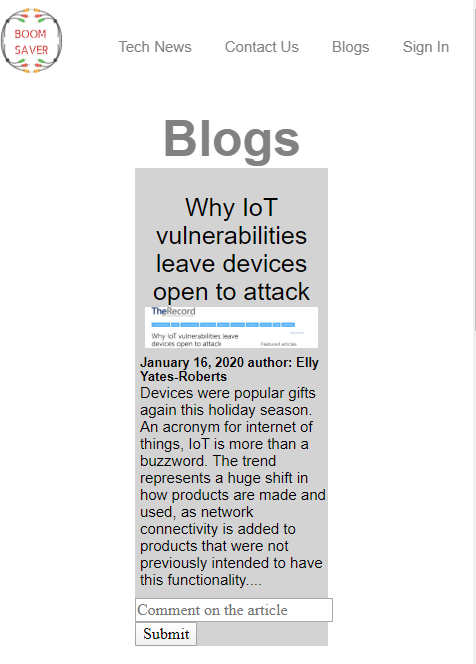 BOOM
SAVER
Tech News Contact Us Blogs Sign In
Blogs
Why IoT
vulnerabilities
leave devices
open to attack
TheRecord
Why IoT vulnerabilities leave
devices open to attack
Featured articles
January 16, 2020 author: Elly
Yates-Roberts
Devices were popular gifts
again this holiday season.
An acronym for internet of
things, IoT is more than a
buzzword. The trend
represents a huge shift in
how products are made and
used, as network
connectivity is added to
products that were not
previously intended to have
this functionality....
Comment on the article
Submit